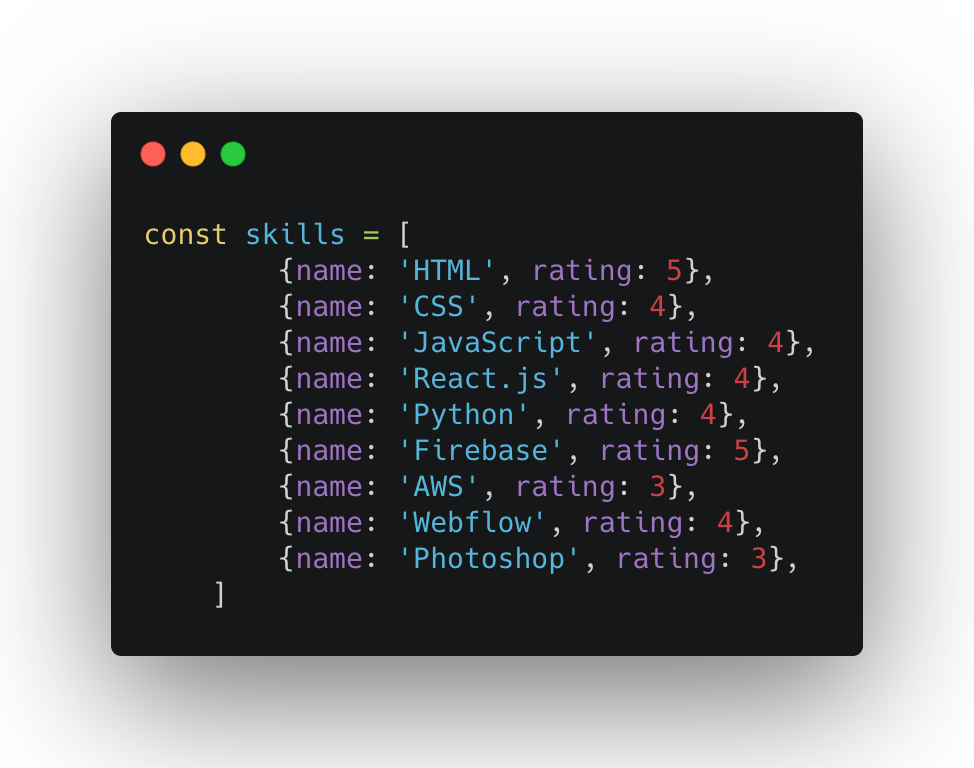 const skills = [
        {name: 'HTML', rating: 5},
        {name: 'CSS', rating: 4},
        {name: 'JavaScript', rating: 4},
        {name: 'React.js', rating: 4},
        {name: 'Python', rating: 4},
        {name: 'Firebase', rating: 5},
        {name: 'AWS', rating: 3},
        {name: 'Webflow', rating: 4},
        {name: 'Photoshop', rating: 3},
    ]